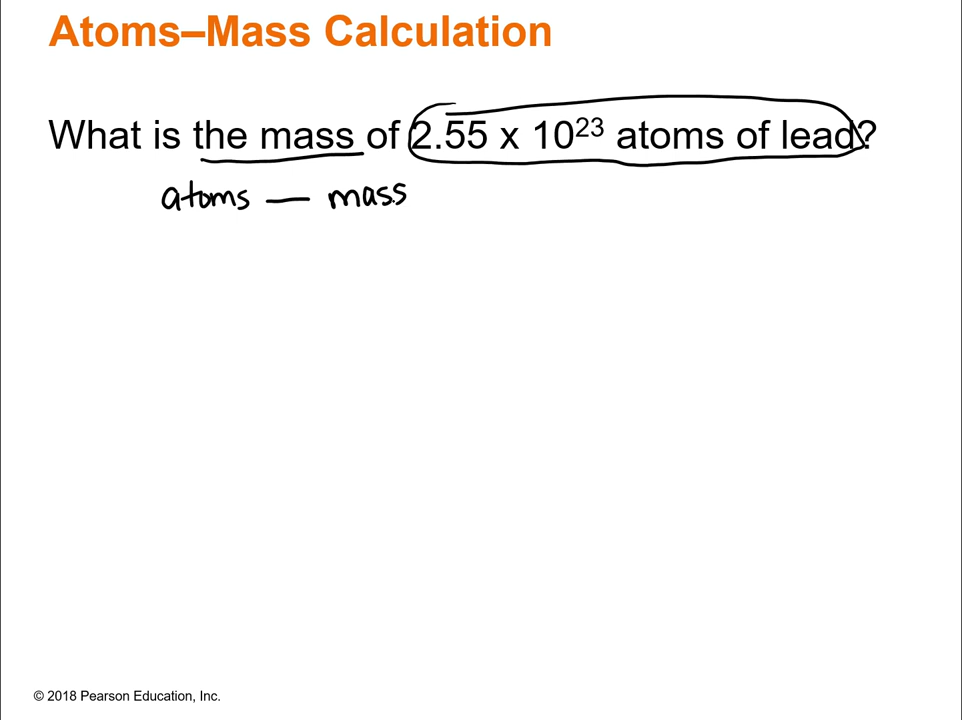 Atoms–Mass Calculation
What is the mass of 2.55 x 10²³ atoms of lead?
atoms — mass
© 2018 Pearson Education, Inc.